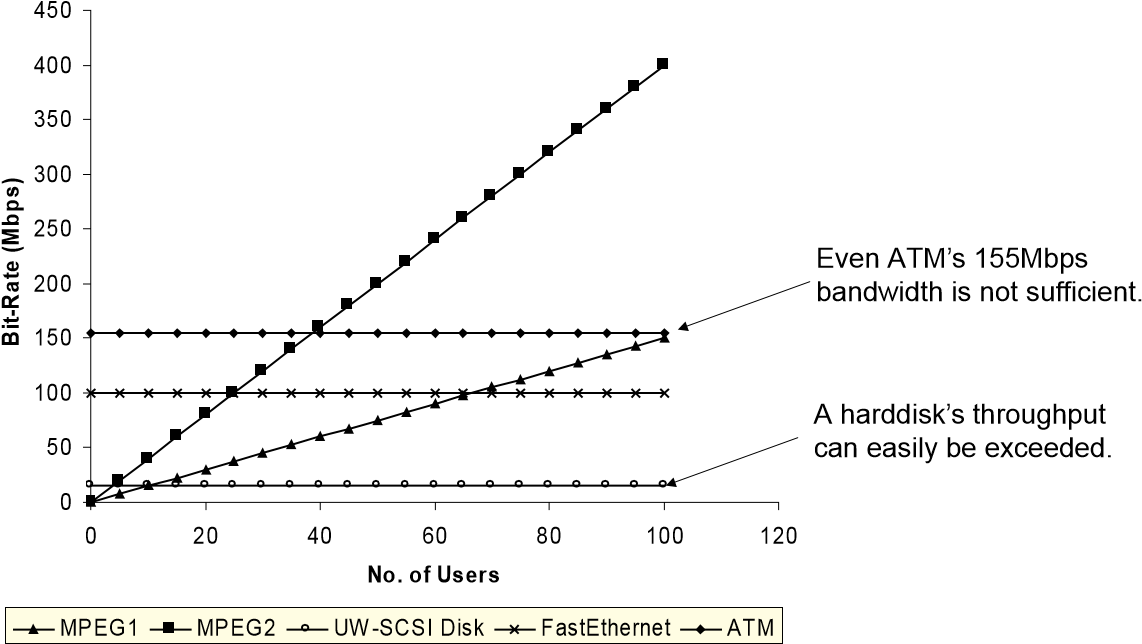 450
400
350
300
250
200
150
100
50
0
Bit-Rate (Mbps)
0 20 40 60 80 100 120
No. of Users
Even ATM's 155Mbps
bandwidth is not sufficient.
A harddisk's throughput
can easily be exceeded.
MPEG1 MPEG2 UW-SCSI Disk FastEthernet ATM